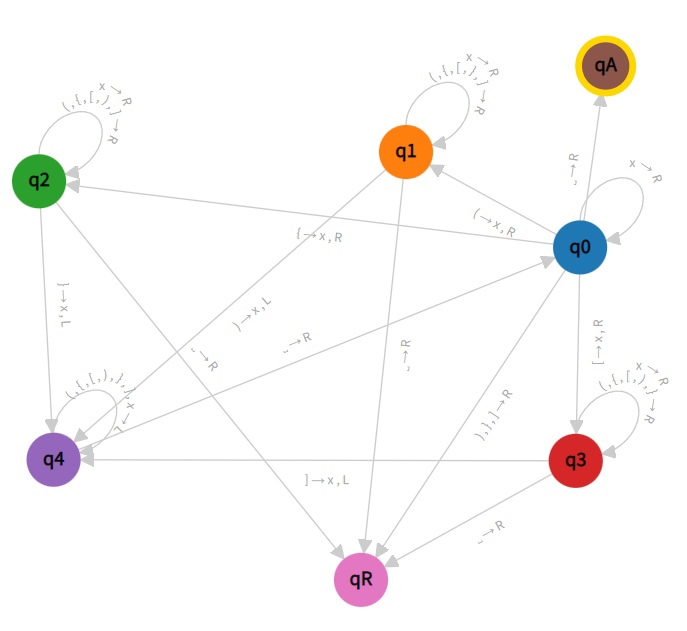 qA
x→R
x→R
q1
q2
␣→R
x→R
(→x,R
q0
{→x,R
}→x,L
)→x,L
␣→R
␣→R
␣→R
[→x,R
x→R
),},]→R
q4
]→x,L
q3
␣→R
qR